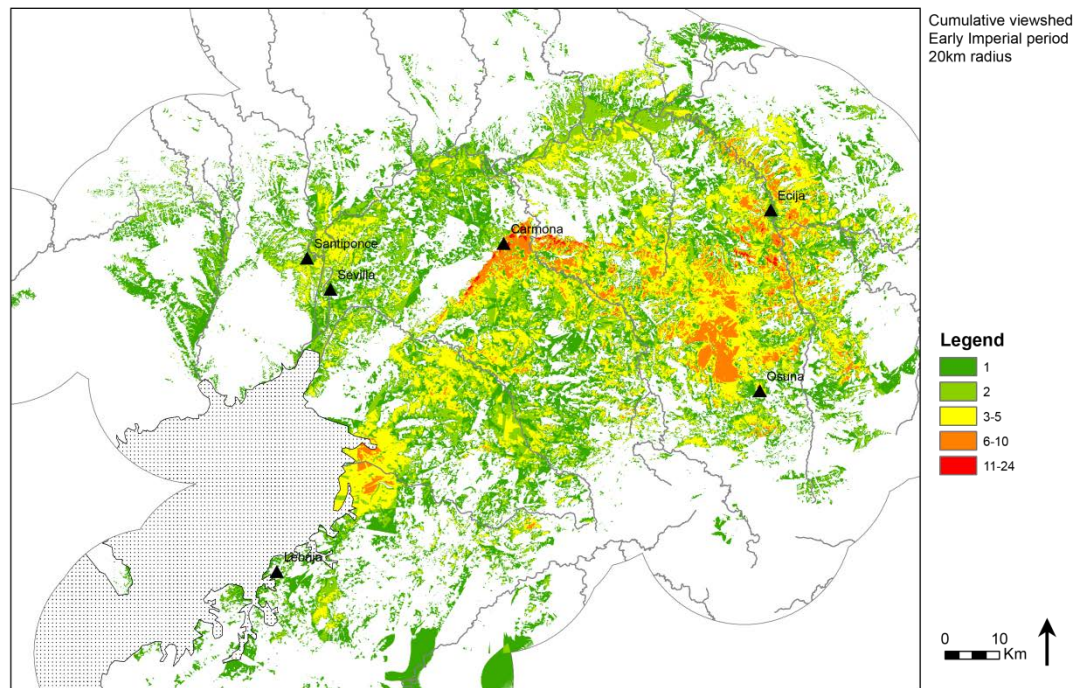 Cumulative viewshed
Early Imperial period
20km radius
Ecija
Carmona
Santiponce
Sevilla
Osuna
Lebrija
Legend
1
2
3-5
6-10
11-24
0 10
Km